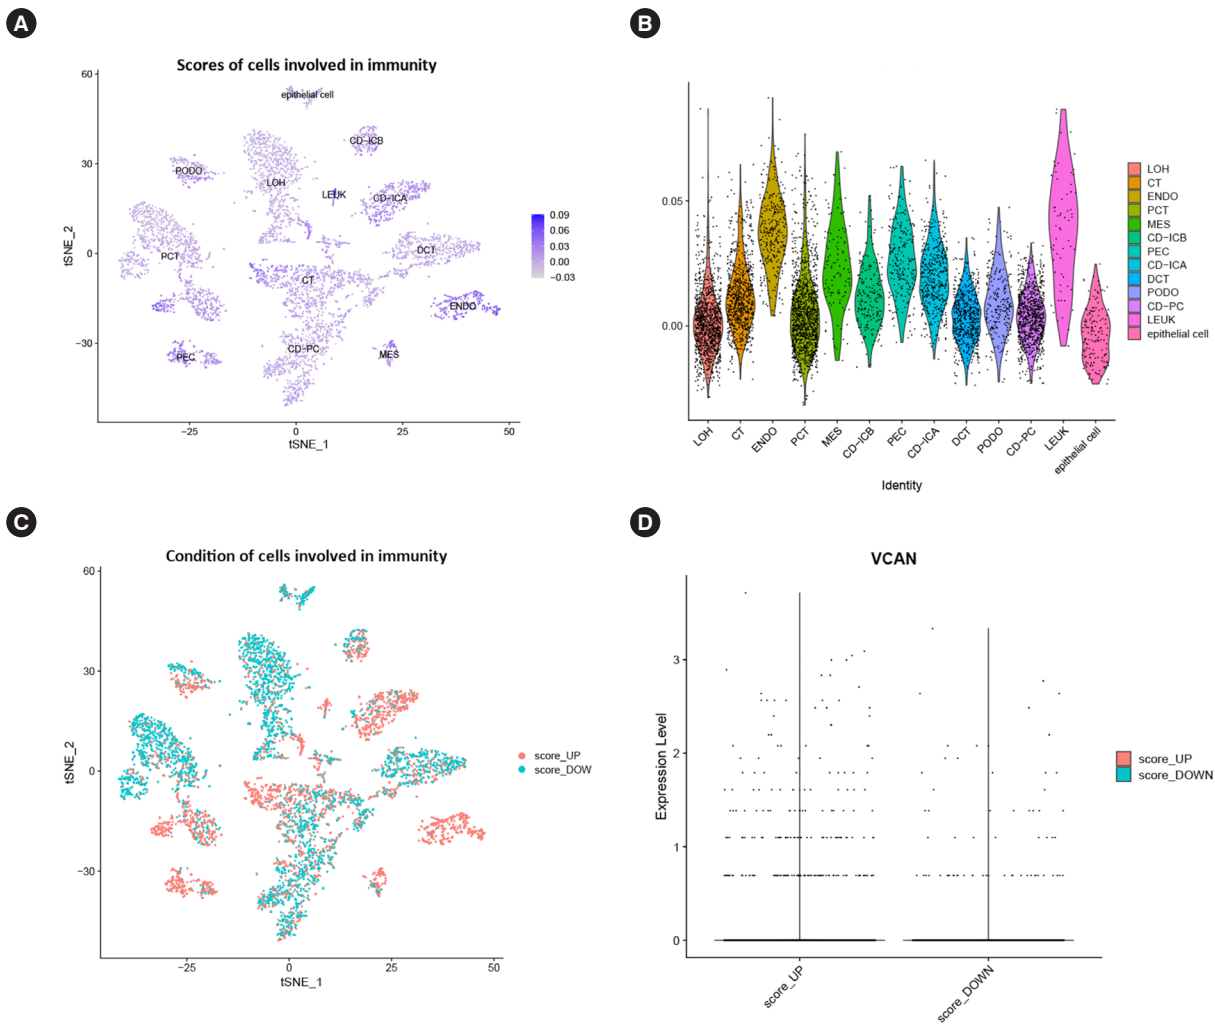 A
Scores of cells involved in immunity
60
30
0
−30
tSNE_2
−25
0
25
50
tSNE_1
epithelial cell
CD−ICB
PODO
LOH
LEUK
CD−ICA
DCT
PCT
CT
ENDO
CD−PC
MES
PEC
0.09
0.06
0.03
0.00
−0.03
B
0.05
0.00
LOH
CT
ENDO
PCT
MES
CD−ICB
PEC
CD−ICA
DCT
PODO
CD−PC
LEUK
epithelial cell
Identity
LOH
CT
ENDO
PCT
MES
CD−ICB
PEC
CD−ICA
DCT
PODO
CD−PC
LEUK
epithelial cell
C
Condition of cells involved in immunity
60
30
0
−30
tSNE_2
−25
0
25
50
tSNE_1
score_UP
score_DOW
D
VCAN
Expression Level
3
2
1
0
score_UP
score_DOWN
score_UP
score_DOWN